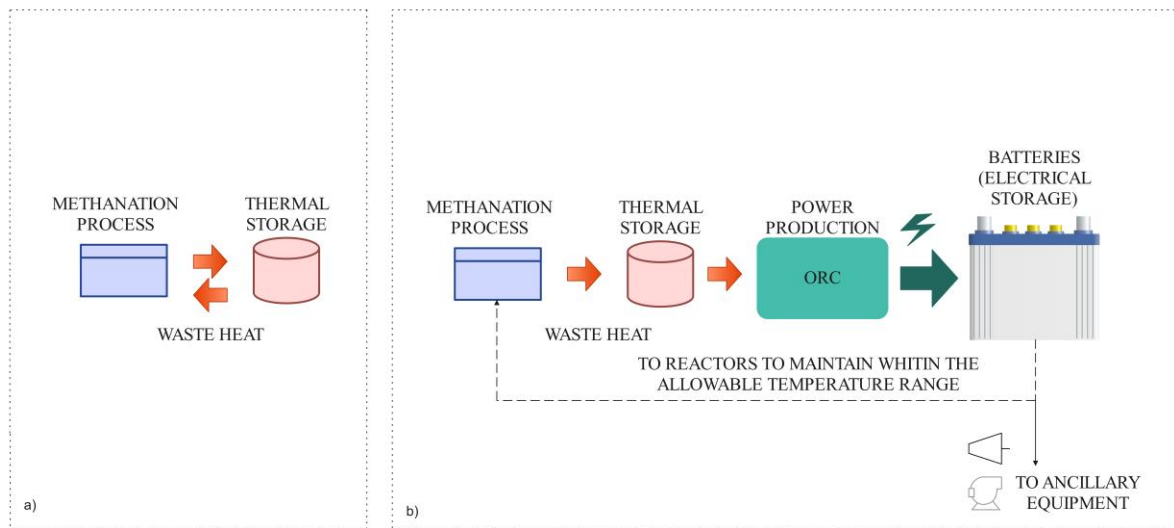 METHANATION
PROCESS
THERMAL
STORAGE
WASTE HEAT
a)
METHANATION
PROCESS
THERMAL
STORAGE
POWER
PRODUCTION
BATTERIES
(ELECTRICAL
STORAGE)
ORC
WASTE HEAT
TO REACTORS TO MAINTAIN WHITIN THE
ALLOWABLE TEMPERATURE RANGE
TO ANCILLARY
EQUIPMENT
b)